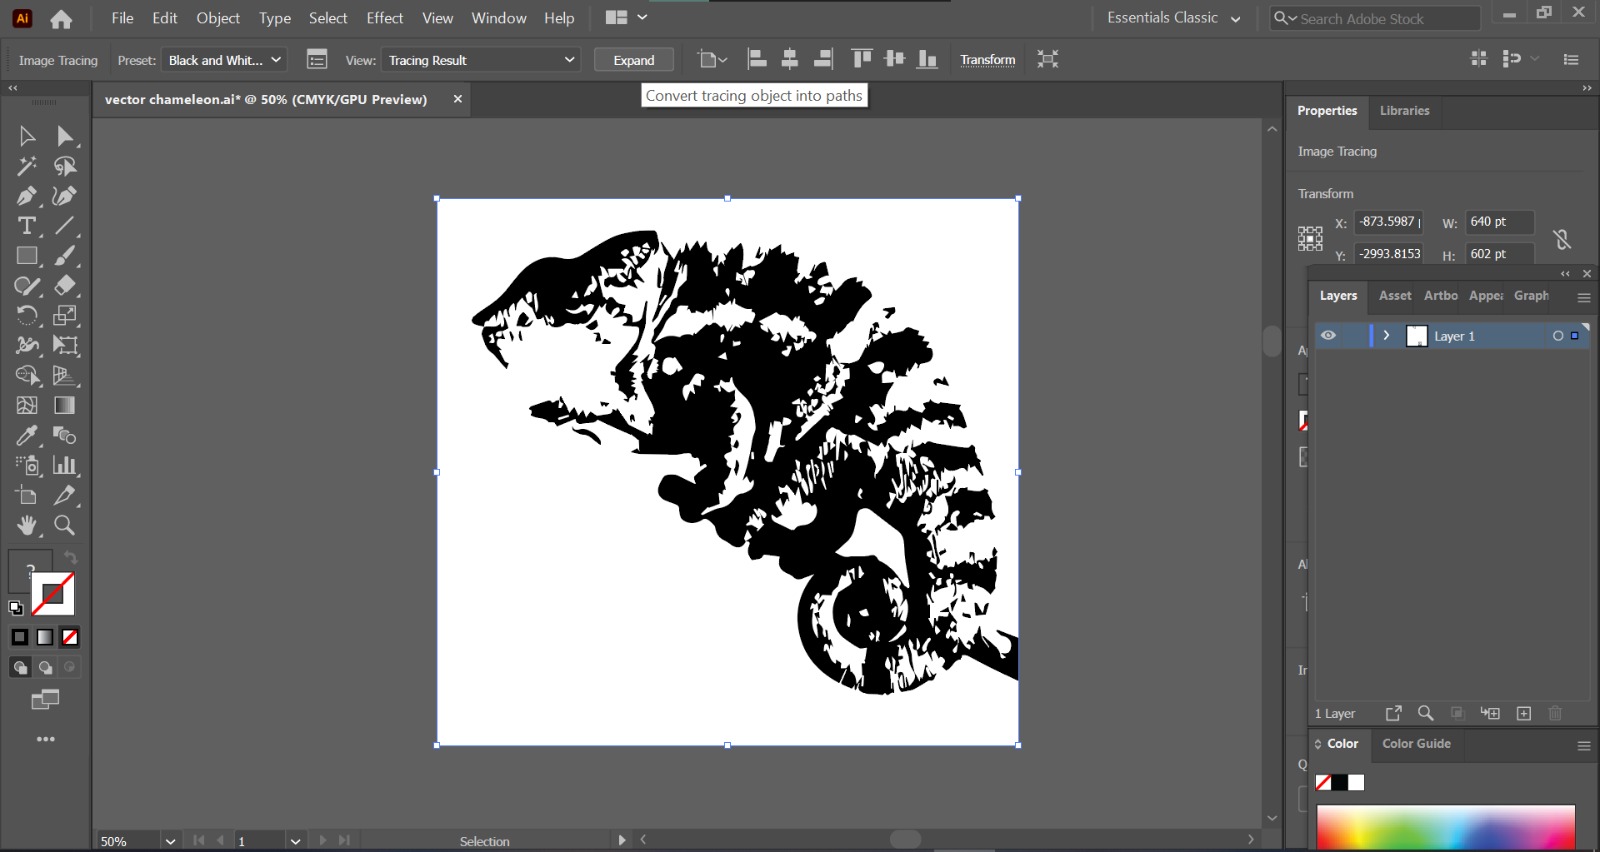 Ai
File Edit Object Type Select Effect View Window Help
Essentials Classic
Search Adobe Stock
Image Tracing Preset: Black and Whit... View: Tracing Result Expand Transform
Convert tracing object into paths
vector chameleon.ai* @ 50% (CMYK/GPU Preview)
Properties Libraries
Image Tracing
Transform
X: -873.5987 W: 640 pt
Y: -2993.8153 H: 602 pt
Layers Asset Artbo Appea Graph
Layer 1
1 Layer
Color Color Guide
?
50% 1 Selection